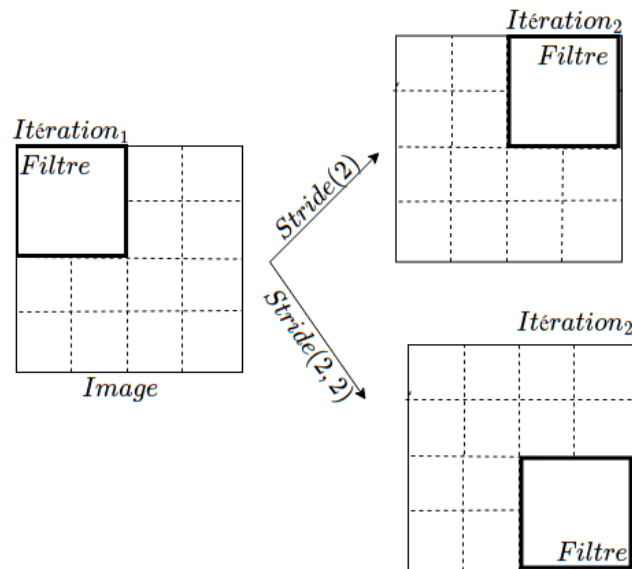 Itération₁
Filtre
Image
Stride(2)
Stride(2, 2)
Itération₂
Filtre
Itération₂
Filtre